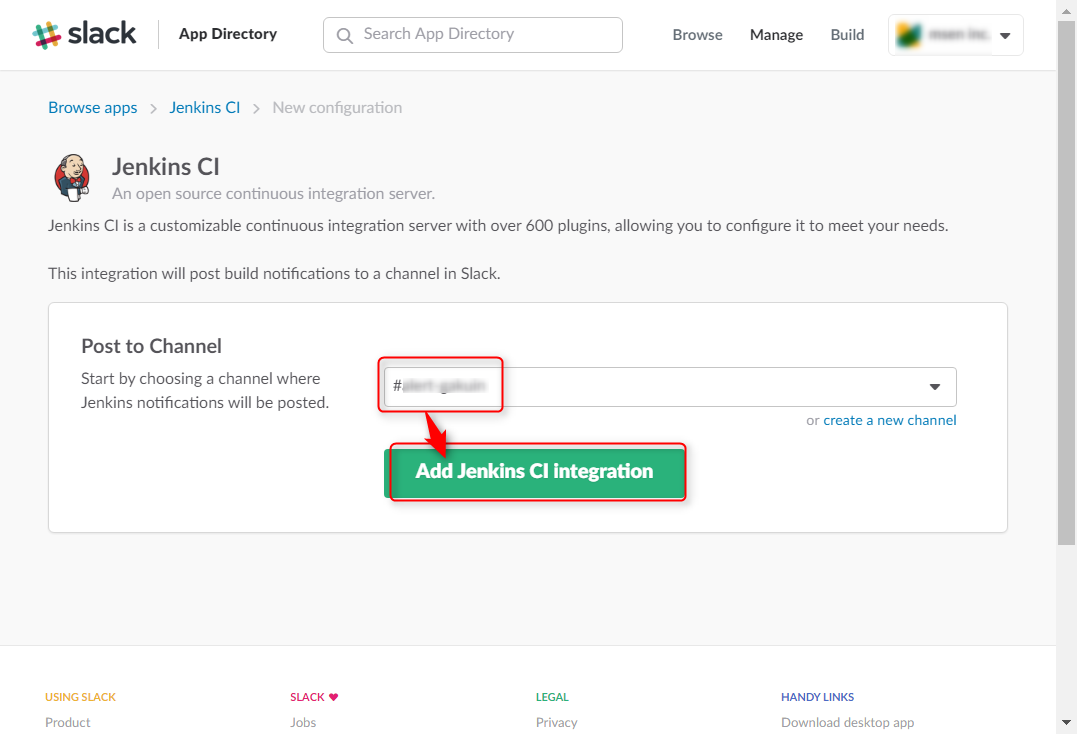 slack
App Directory
Search App Directory
Browse
Manage
Build
Browse apps
Jenkins CI
New configuration
Jenkins CI
An open source continuous integration server.
Jenkins CI is a customizable continuous integration server with over 600 plugins, allowing you to configure it to meet your needs.
This integration will post build notifications to a channel in Slack.
Post to Channel
Start by choosing a channel where
Jenkins notifications will be posted.
#
or create a new channel
Add Jenkins CI integration
USING SLACK
Product
SLACK ♥
Jobs
LEGAL
Privacy
HANDY LINKS
Download desktop app